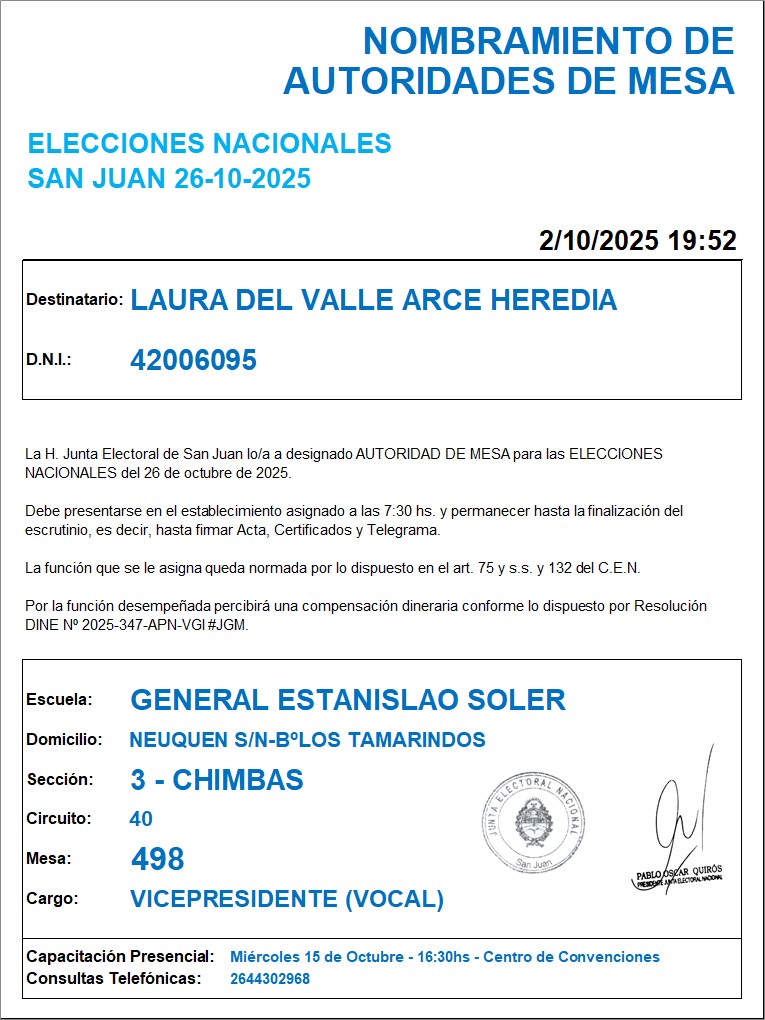 NOMBRAMIENTO DE
AUTORIDADES DE MESA
ELECCIONES NACIONALES
SAN JUAN 26-10-2025
2/10/2025 19:52
Destinatario: LAURA DEL VALLE ARCE HEREDIA
D.N.I.: 42006095
La H. Junta Electoral de San Juan lo/a a designado AUTORIDAD DE MESA para las ELECCIONES
NACIONALES del 26 de octubre de 2025.
Debe presentarse en el establecimiento asignado a las 7:30 hs. y permanecer hasta la finalización del
escrutinio, es decir, hasta firmar Acta, Certificados y Telegrama.
La función que se le asigna queda normada por lo dispuesto en el art. 75 y s.s. y 132 del C.E.N.
Por la función desempeñada percibirá una compensación dineraria conforme lo dispuesto por Resolución
DINE Nº 2025-347-APN-VGI#JGM.
Escuela: GENERAL ESTANISLAO SOLER
Domicilio: NEUQUEN S/N-BºLOS TAMARINDOS
Sección: 3 - CHIMBAS
Circuito: 40
Mesa: 498
Cargo: VICEPRESIDENTE (VOCAL)
JUNTA ELECTORAL NACIONAL
San Juan
PABLO OSCAR QUIRÓS
PRESIDENTE JUNTA ELECTORAL NACIONAL
Capacitación Presencial: Miércoles 15 de Octubre - 16:30hs - Centro de Convenciones
Consultas Telefónicas: 2644302968